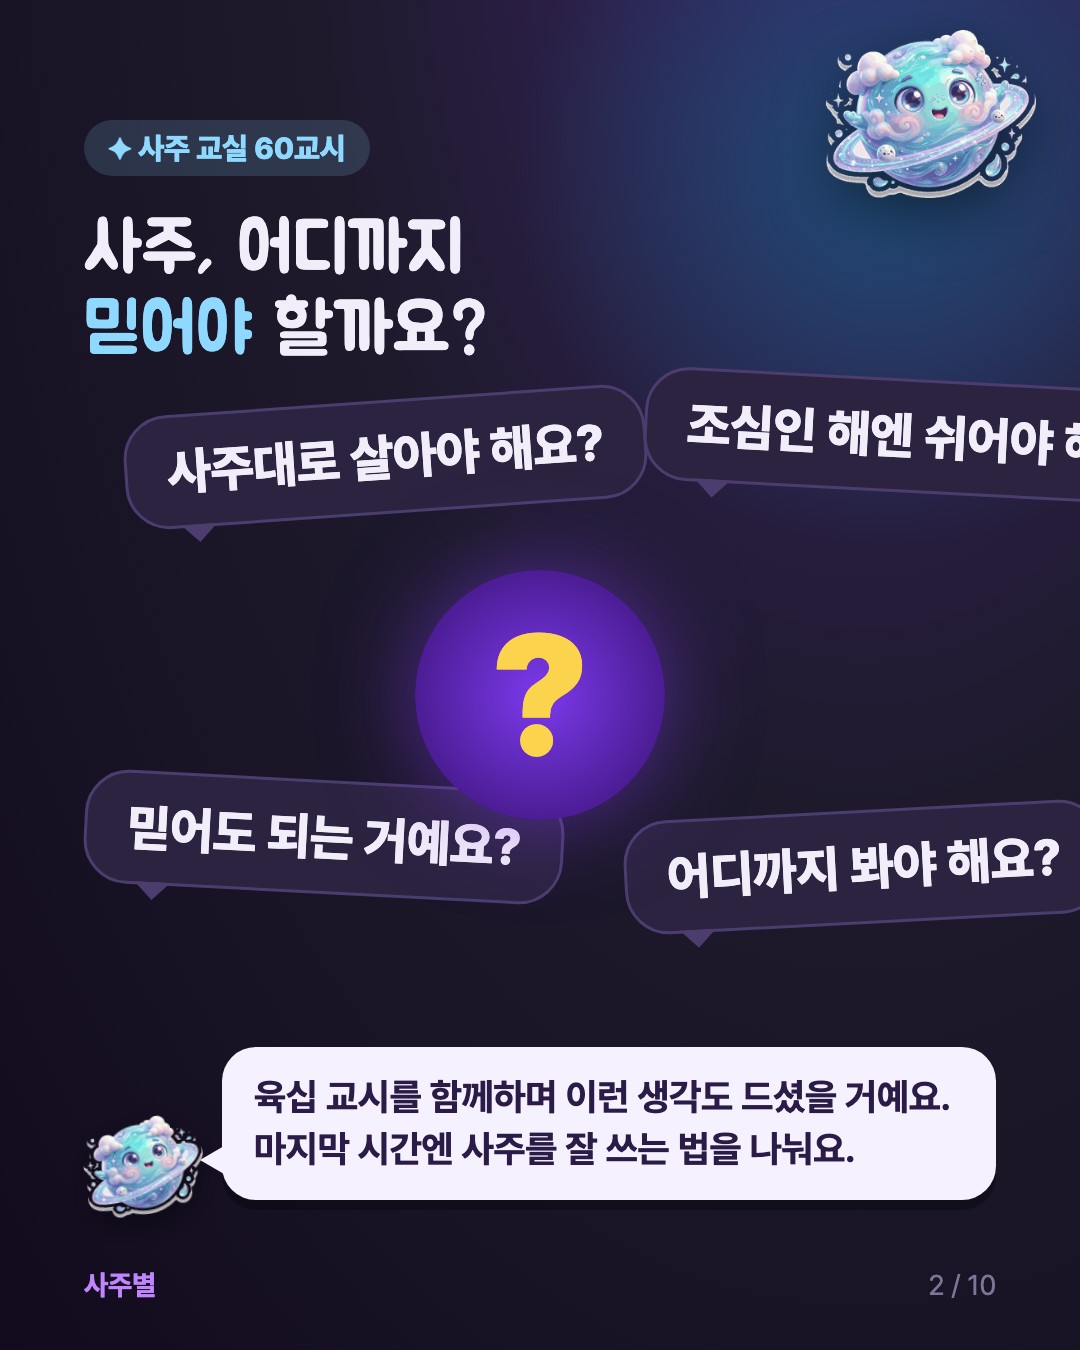 사주 교실 60교시
사주, 어디까지
믿어야 할까요?
사주대로 살아야 해요?
조심인 해엔 쉬어야
?
믿어도 되는 거예요?
어디까지 봐야 해요?
육십 교시를 함께하며 이런 생각도 드셨을 거예요.
마지막 시간엔 사주를 잘 쓰는 법을 나눠요.
사주별
2 / 10